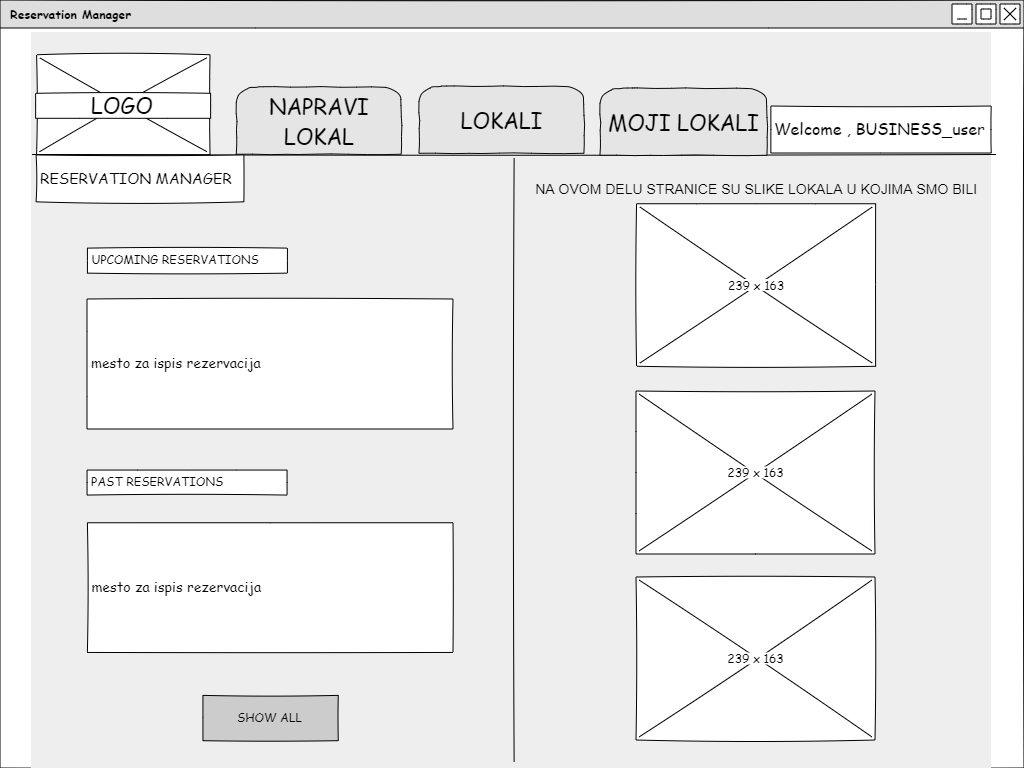 Reservation Manager
LOGO
NAPRAVI
LOKAL
LOKALI
MOJI LOKALI
Welcome , BUSINESS_user
RESERVATION MANAGER
NA OVOM DELU STRANICE SU SLIKE LOKALA U KOJIMA SMO BILI
UPCOMING RESERVATIONS
239 x 163
mesto za ispis rezervacija
239 x 163
PAST RESERVATIONS
mesto za ispis rezervacija
239 x 163
SHOW ALL